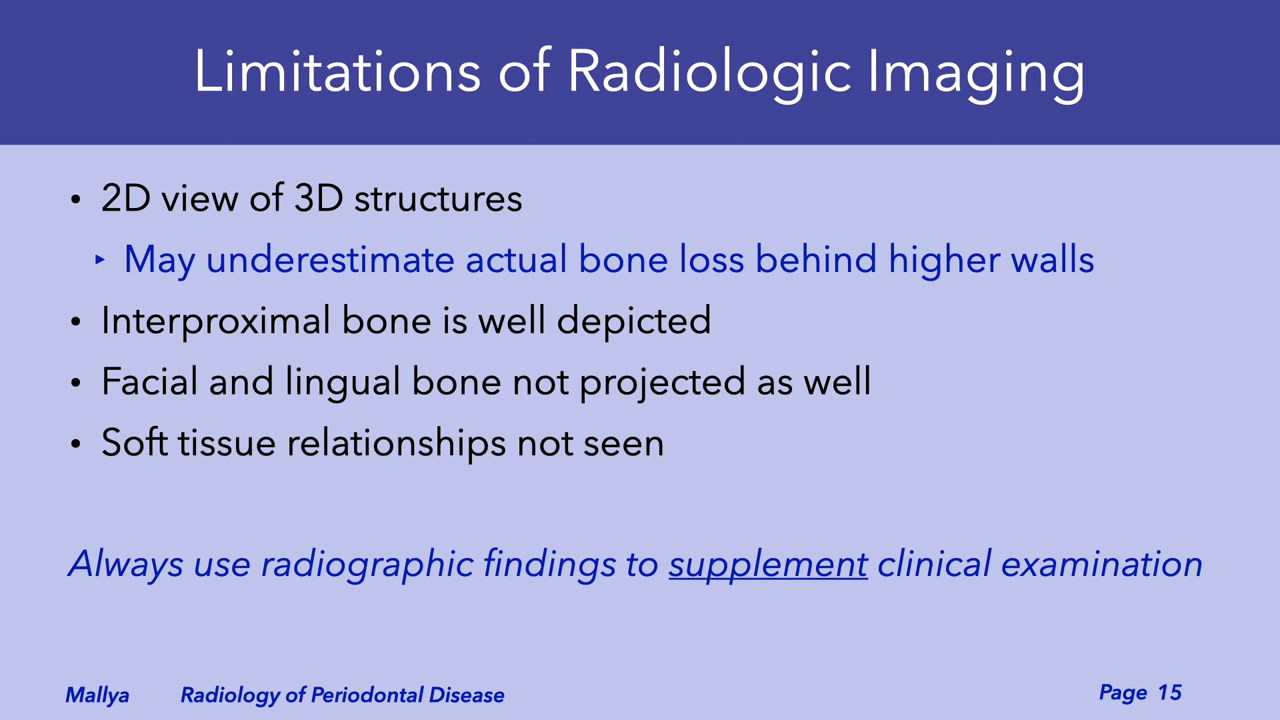 Limitations of Radiologic Imaging
• 2D view of 3D structures
‣ May underestimate actual bone loss behind higher walls
• Interproximal bone is well depicted
• Facial and lingual bone not projected as well
• Soft tissue relationships not seen
Always use radiographic findings to supplement clinical examination
Mallya Radiology of Periodontal Disease Page 15